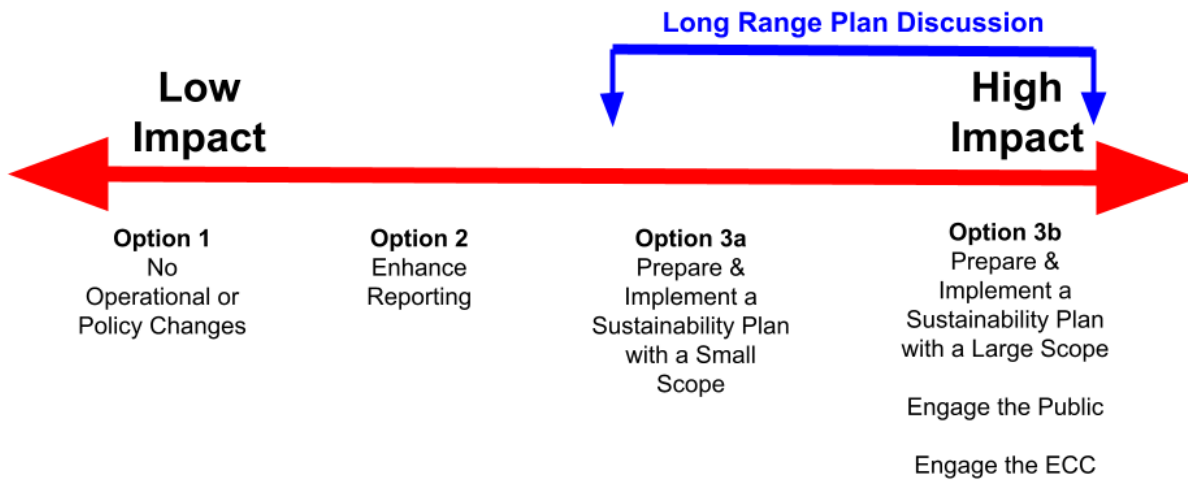 Long Range Plan Discussion
Low
Impact
High
Impact
Option 1
No
Operational or
Policy Changes
Option 2
Enhance
Reporting
Option 3a
Prepare &
Implement a
Sustainability Plan
with a Small
Scope
Option 3b
Prepare &
Implement a
Sustainability Plan
with a Large Scope
Engage the Public
Engage the ECC